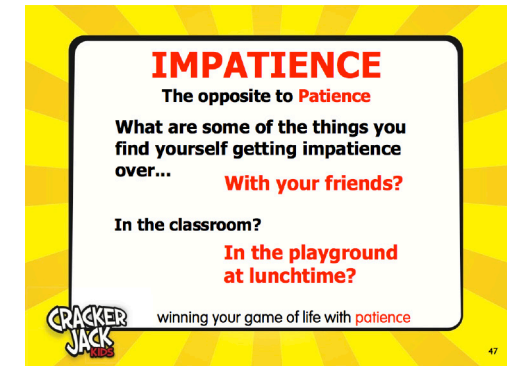 IMPATIENCE
The opposite to Patience
What are some of the things you
find yourself getting impatience
over...
With your friends?
In the classroom?
In the playground
at lunchtime?
CRACKER
JACK
KIDS
winning your game of life with patience
47